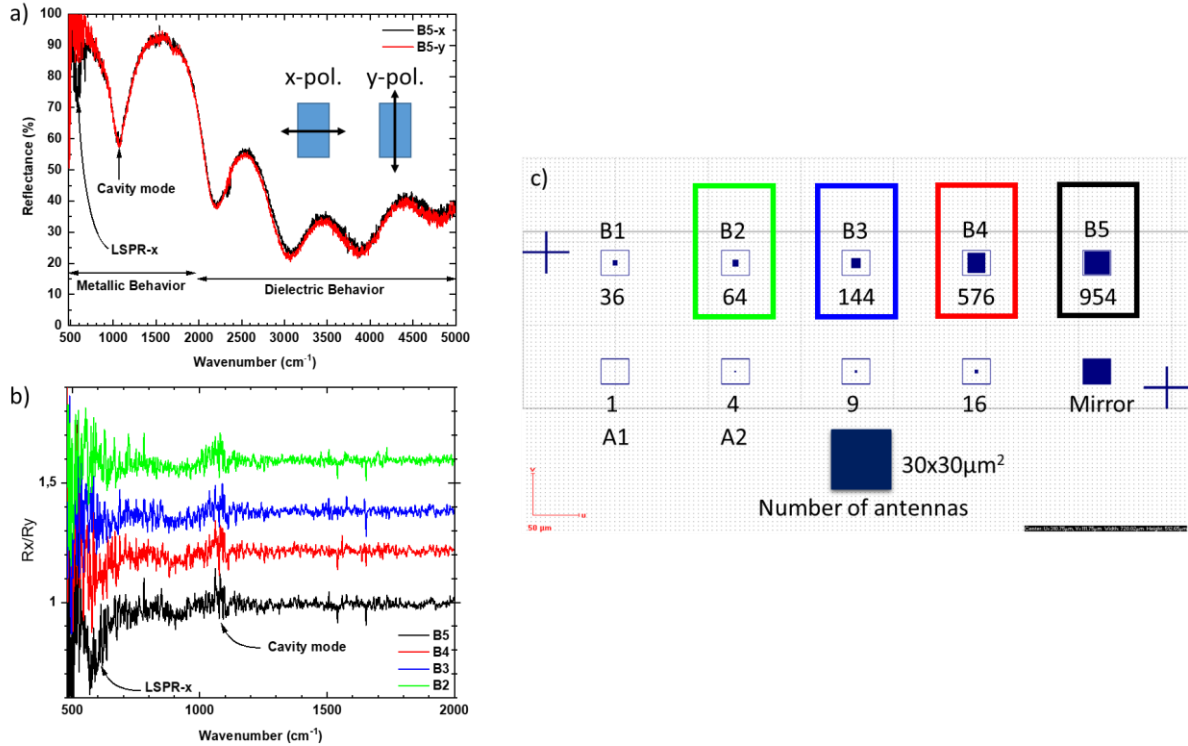 a)
B5-x
B5-y
x-pol.
y-pol.
Cavity mode
LSPR-x
Metallic Behavior
Dielectric Behavior
Reflectance (%)
100
90
80
70
60
50
40
30
20
10
0
500 1000 1500 2000 2500 3000 3500 4000 4500 5000
Wavenumber (cm⁻¹)
b)
Rx/Ry
1,5
1
Cavity mode
LSPR-x
B5
B4
B3
B2
500 1000 1500 2000
Wavenumber (cm⁻¹)
c)
B1 B2 B3 B4 B5
36 64 144 576 954
1 4 9 16 Mirror
A1 A2
30x30µm²
Number of antennas
v
u
50 µm